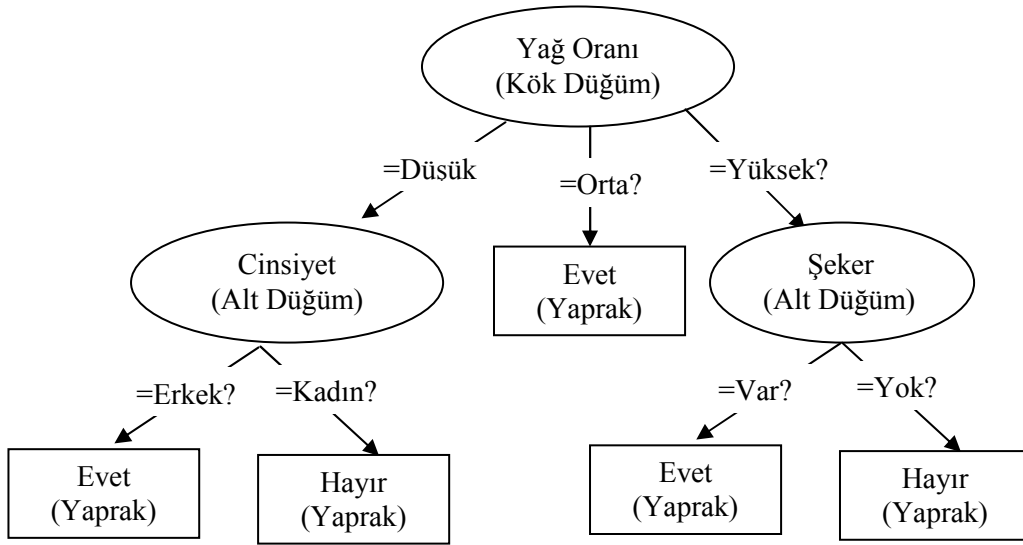 Yağ Oranı
(Kök Düğüm)
=Düşük
=Orta?
=Yüksek?
Cinsiyet
(Alt Düğüm)
Evet
(Yaprak)
Şeker
(Alt Düğüm)
=Erkek?
=Kadın?
=Var?
=Yok?
Evet
(Yaprak)
Hayır
(Yaprak)
Evet
(Yaprak)
Hayır
(Yaprak)